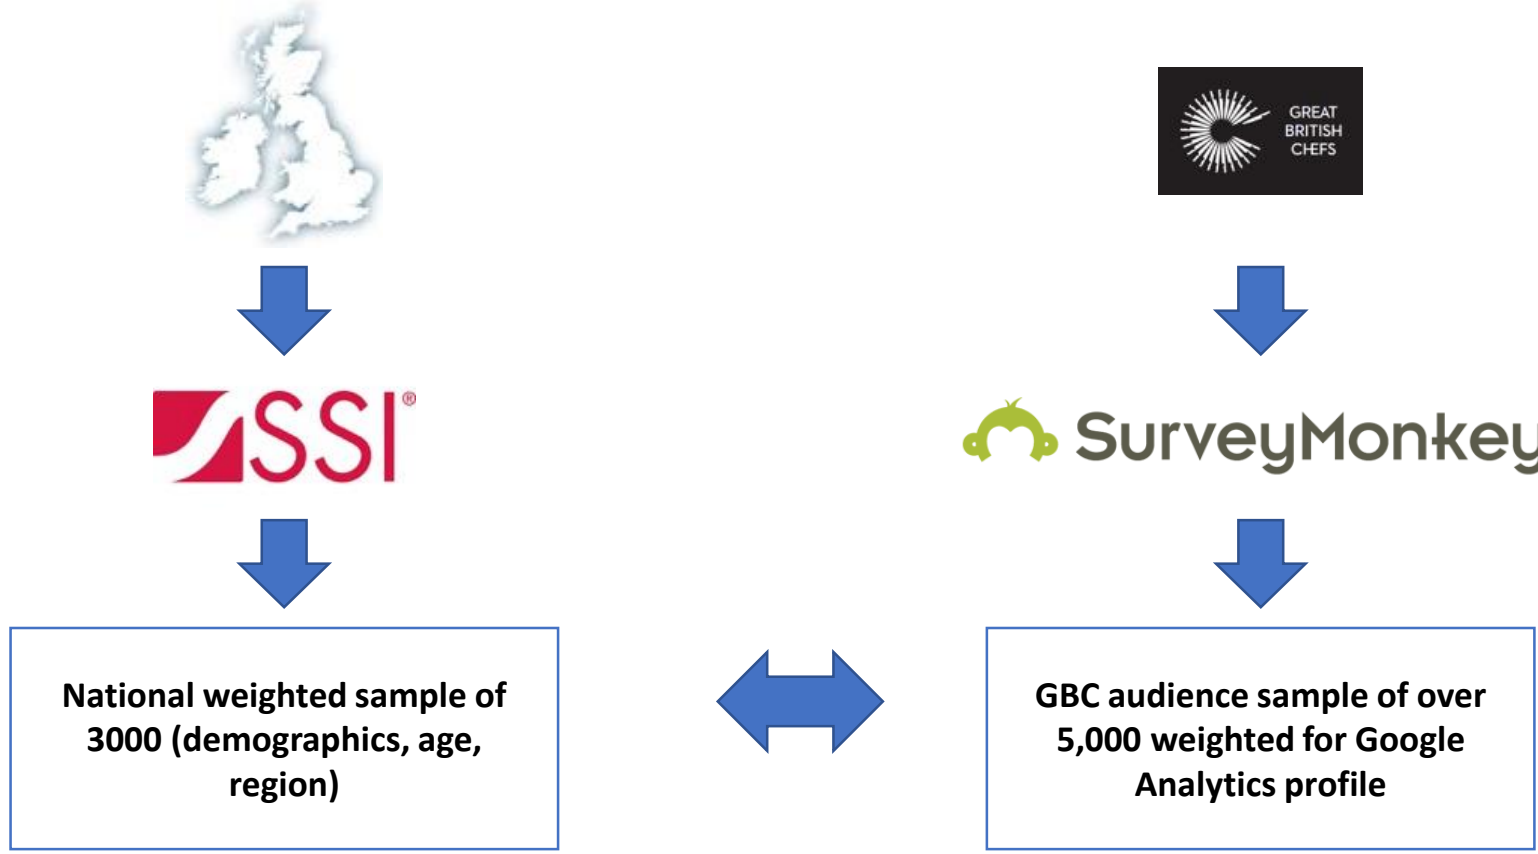 GREAT
BRITISH
CHEFS
SSI®
SurveyMonkey
National weighted sample of
3000 (demographics, age,
region)
GBC audience sample of over
5,000 weighted for Google
Analytics profile